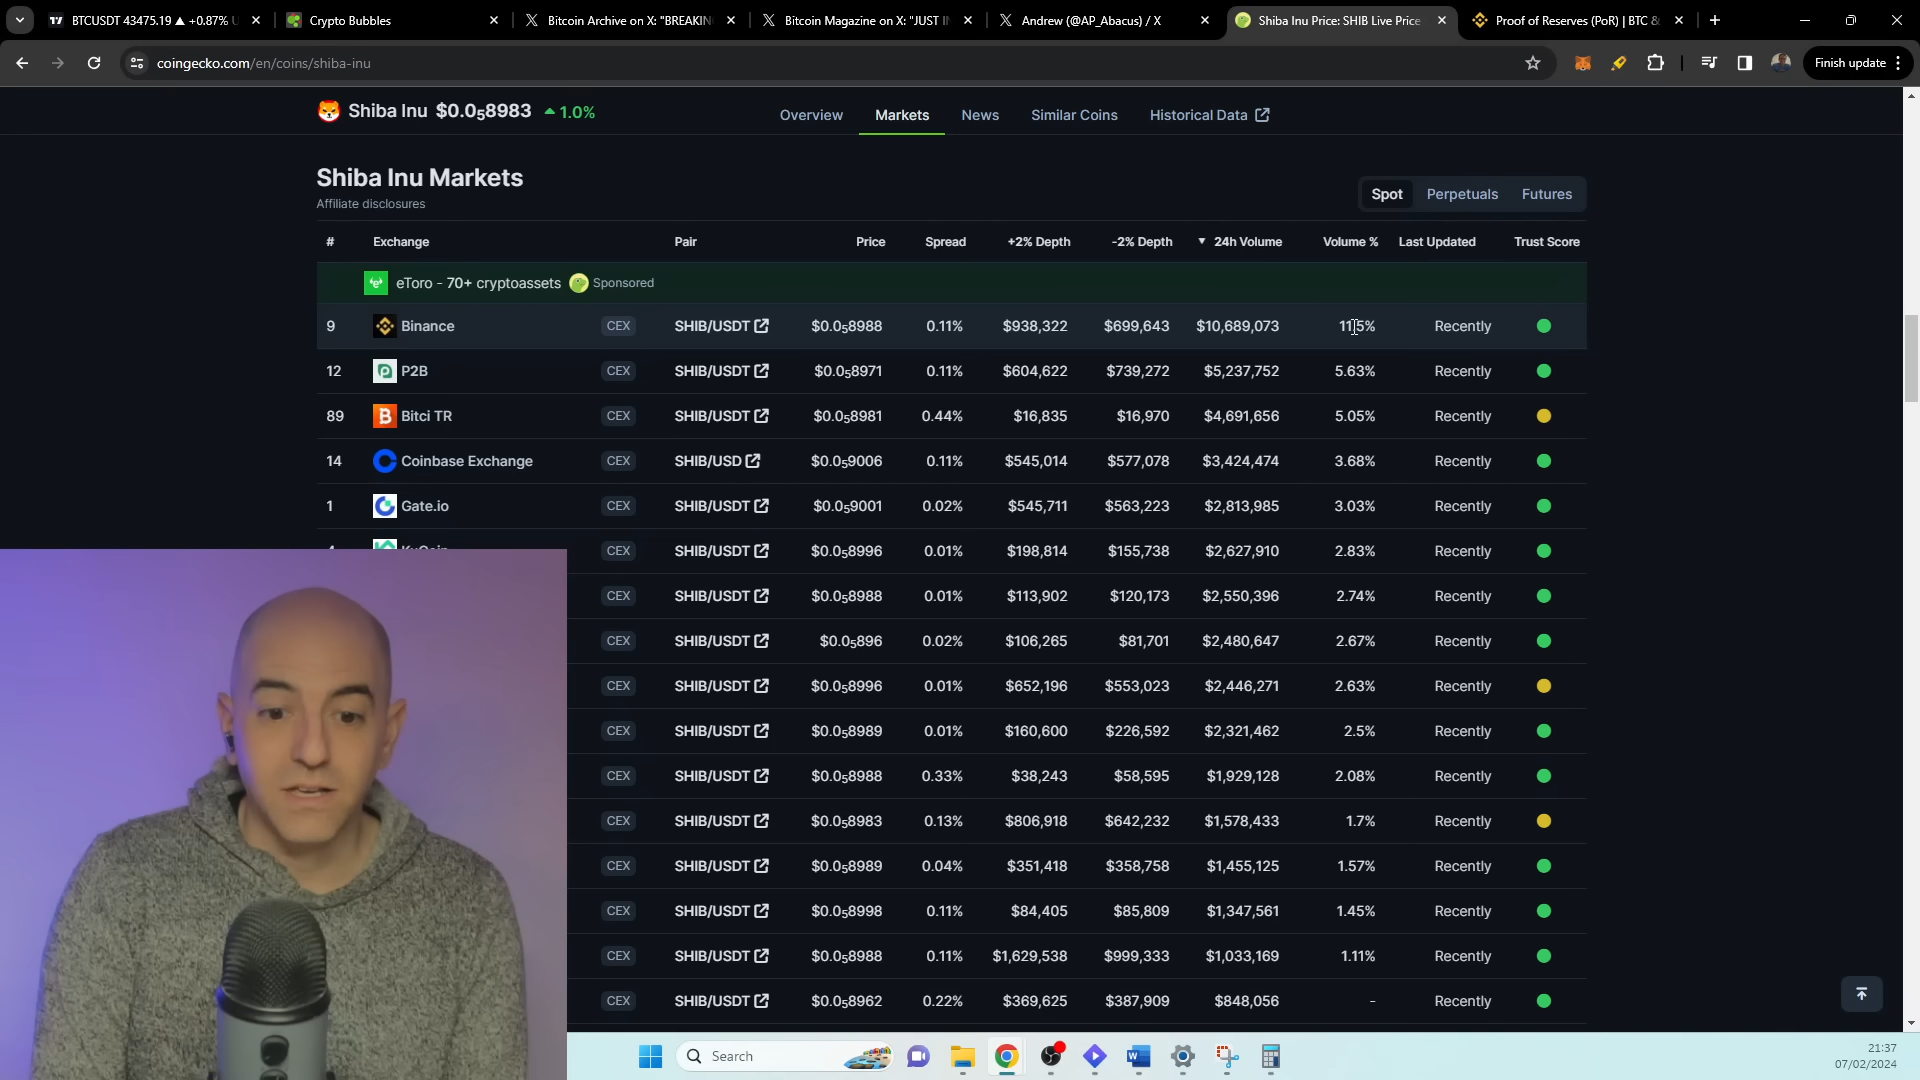 BTCUSDT 43475.19 ▲ +0.87% U
Crypto Bubbles
Bitcoin Archive on X: "BREAKIN
Bitcoin Magazine on X: "JUST I
Andrew (@AP_Abacus) / X
Shiba Inu Price: SHIB Live Price
Proof of Reserves (PoR) | BTC &
coingecko.com/en/coins/shiba-inu
Finish update
Shiba Inu $0.0₅8983 ▲ 1.0%
Overview Markets News Similar Coins Historical Data
Shiba Inu Markets
Affiliate disclosures
Spot Perpetuals Futures
# Exchange Pair Price Spread +2% Depth -2% Depth ▼ 24h Volume Volume % Last Updated Trust Score
eToro - 70+ cryptoassets Sponsored
9 Binance CEX SHIB/USDT $0.0₅8988 0.11% $938,322 $699,643 $10,689,073 11.5% Recently
12 P2B CEX SHIB/USDT $0.0₅8971 0.11% $604,622 $739,272 $5,237,752 5.63% Recently
89 Bitci TR CEX SHIB/USDT $0.0₅8981 0.44% $16,835 $16,970 $4,691,656 5.05% Recently
14 Coinbase Exchange CEX SHIB/USD $0.0₅9006 0.11% $545,014 $577,078 $3,424,474 3.68% Recently
1 Gate.io CEX SHIB/USDT $0.0₅9001 0.02% $545,711 $563,223 $2,813,985 3.03% Recently
CEX SHIB/USDT $0.0₅8996 0.01% $198,814 $155,738 $2,627,910 2.83% Recently
CEX SHIB/USDT $0.0₅8988 0.01% $113,902 $120,173 $2,550,396 2.74% Recently
CEX SHIB/USDT $0.0₅896 0.02% $106,265 $81,701 $2,480,647 2.67% Recently
CEX SHIB/USDT $0.0₅8996 0.01% $652,196 $553,023 $2,446,271 2.63% Recently
CEX SHIB/USDT $0.0₅8989 0.01% $160,600 $226,592 $2,321,462 2.5% Recently
CEX SHIB/USDT $0.0₅8988 0.33% $38,243 $58,595 $1,929,128 2.08% Recently
CEX SHIB/USDT $0.0₅8983 0.13% $806,918 $642,232 $1,578,433 1.7% Recently
CEX SHIB/USDT $0.0₅8989 0.04% $351,418 $358,758 $1,455,125 1.57% Recently
CEX SHIB/USDT $0.0₅8998 0.11% $84,405 $85,809 $1,347,561 1.45% Recently
CEX SHIB/USDT $0.0₅8988 0.11% $1,629,538 $999,333 $1,033,169 1.11% Recently
CEX SHIB/USDT $0.0₅8962 0.22% $369,625 $387,909 $848,056 - Recently
Search
21:37
07/02/2024